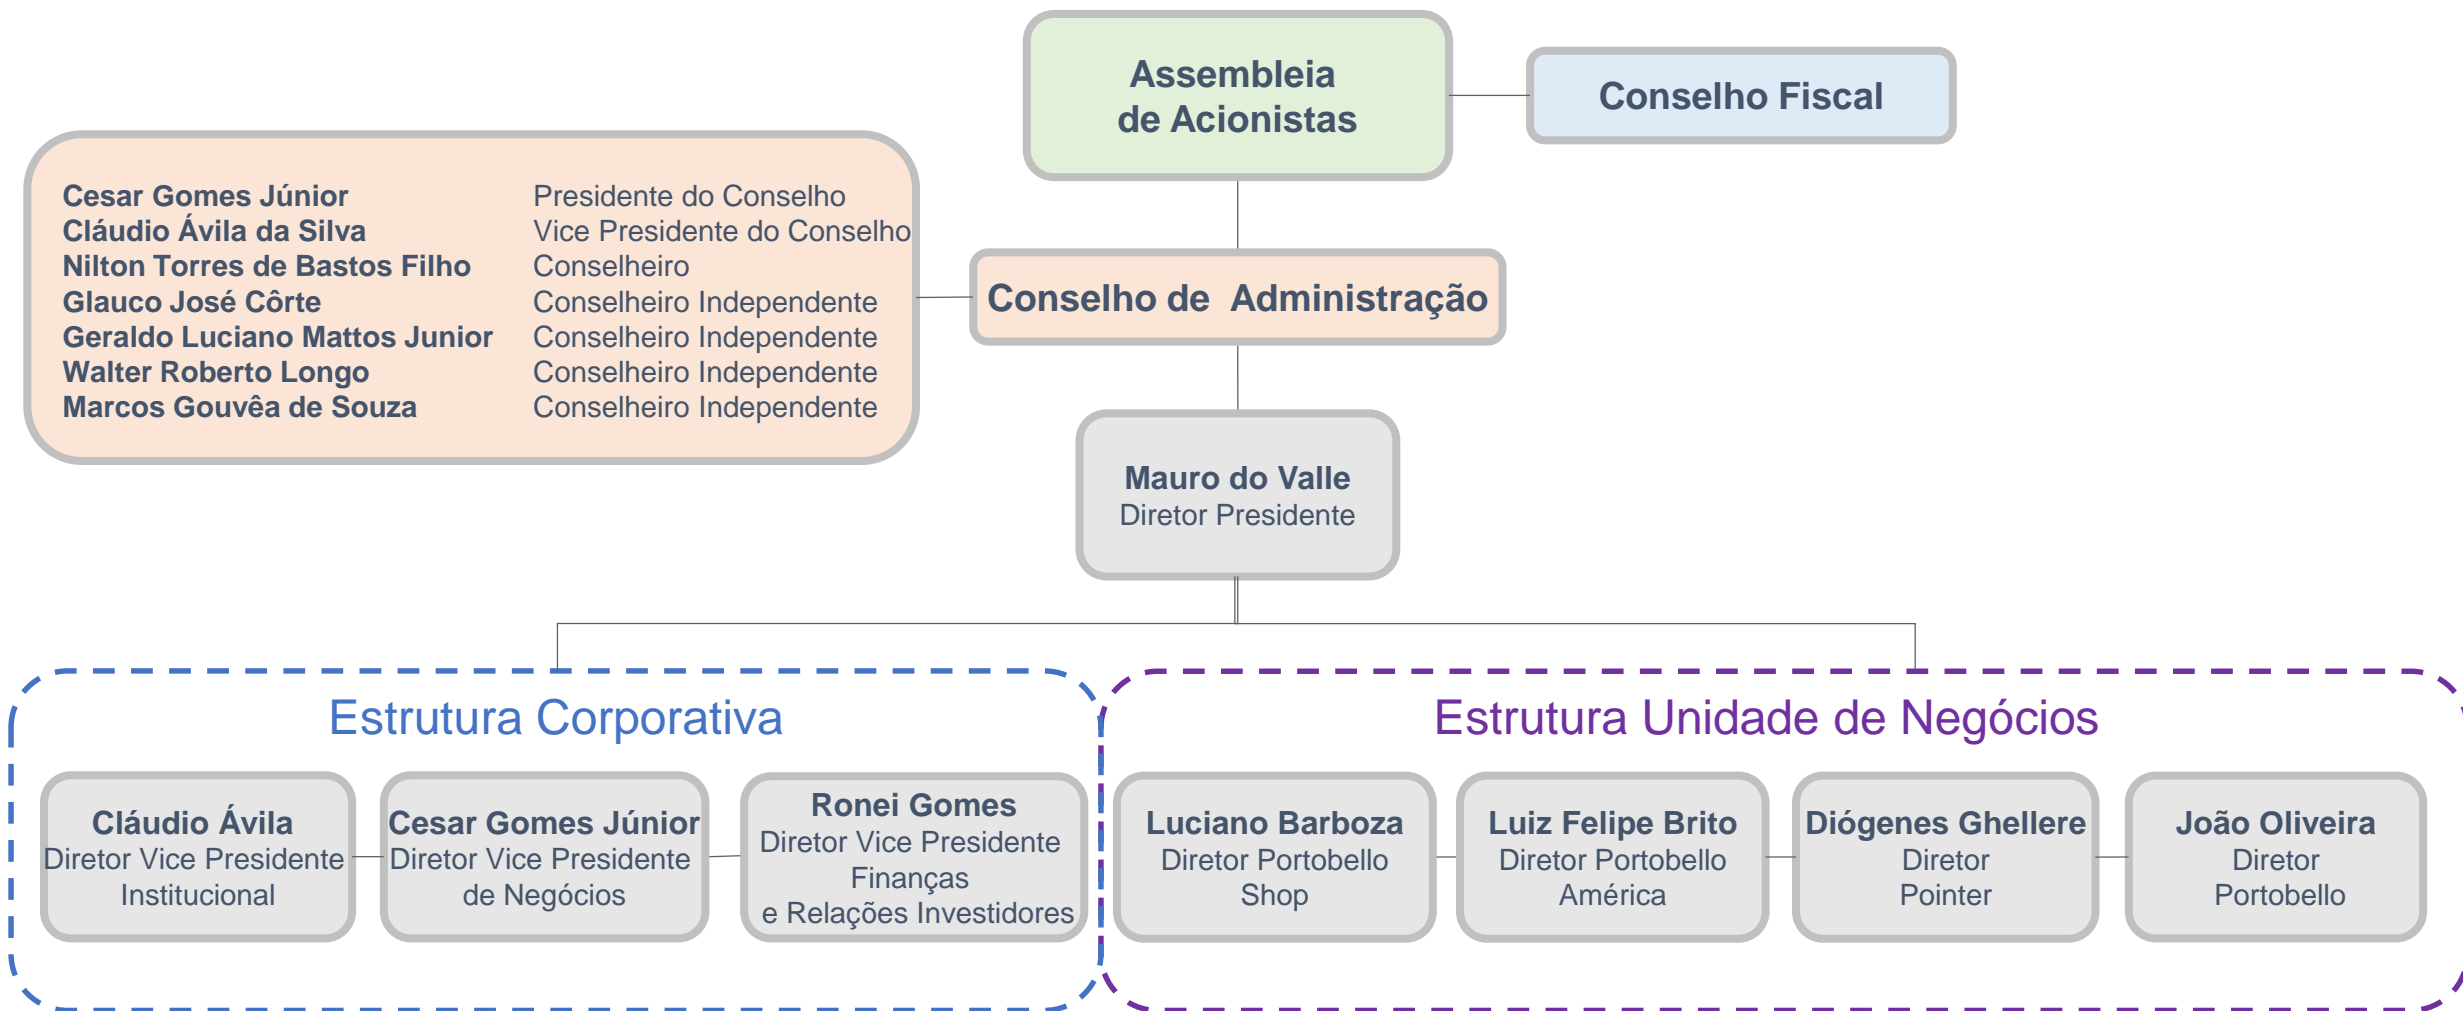 Assembleia
de Acionistas
Conselho Fiscal
Cesar Gomes Júnior Presidente do Conselho
Cláudio Ávila da Silva Vice Presidente do Conselho
Nilton Torres de Bastos Filho Conselheiro
Glauco José Côrte Conselheiro Independente
Geraldo Luciano Mattos Junior Conselheiro Independente
Walter Roberto Longo Conselheiro Independente
Marcos Gouvêa de Souza Conselheiro Independente
Conselho de Administração
Mauro do Valle
Diretor Presidente
Estrutura Corporativa
Cláudio Ávila
Diretor Vice Presidente
Institucional
Cesar Gomes Júnior
Diretor Vice Presidente
de Negócios
Ronei Gomes
Diretor Vice Presidente
Finanças
e Relações Investidores
Estrutura Unidade de Negócios
Luciano Barboza
Diretor Portobello
Shop
Luiz Felipe Brito
Diretor Portobello
América
Diógenes Ghellere
Diretor
Pointer
João Oliveira
Diretor
Portobello